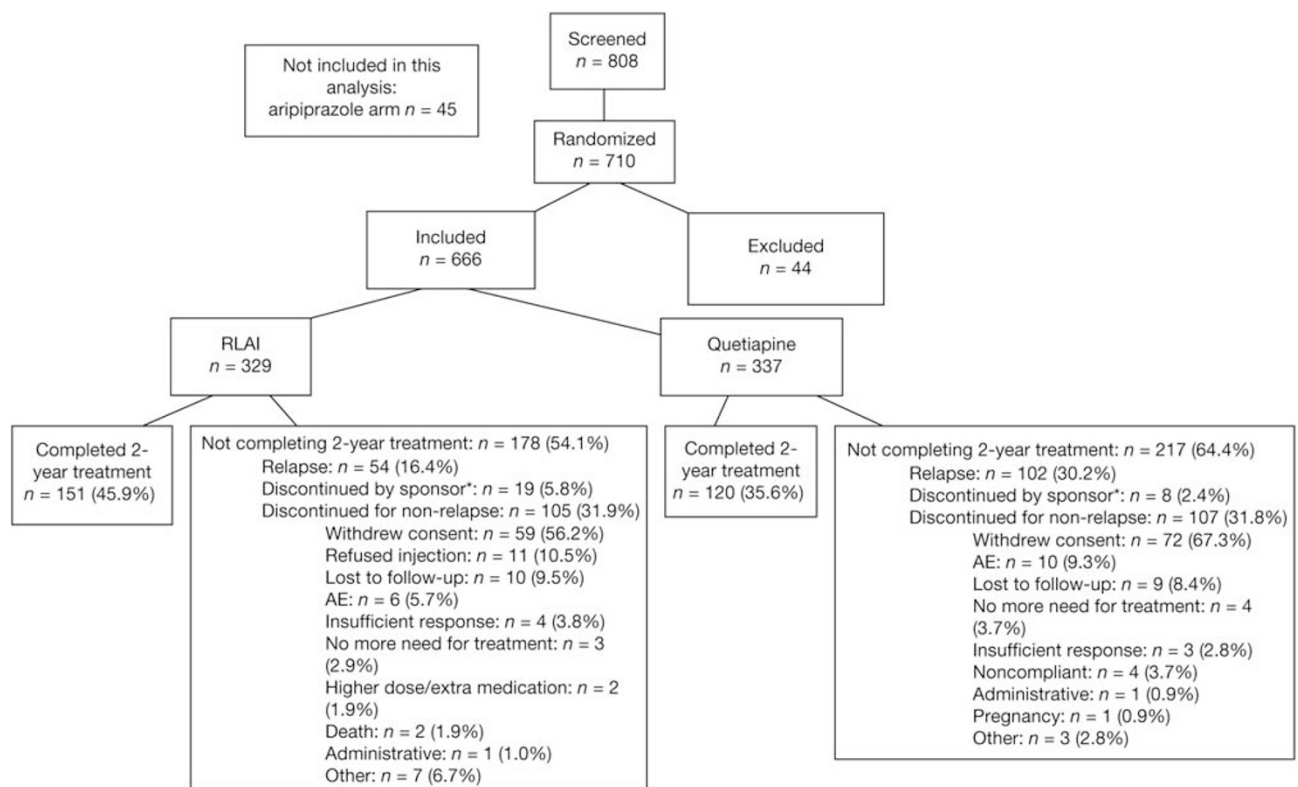 Screened
n = 808
Not included in this
analysis:
aripiprazole arm n = 45
Randomized
n = 710
Included
n = 666
Excluded
n = 44
RLAI
n = 329
Quetiapine
n = 337
Completed 2-
year treatment
n = 151 (45.9%)
Not completing 2-year treatment: n = 178 (54.1%)
Relapse: n = 54 (16.4%)
Discontinued by sponsor*: n = 19 (5.8%)
Discontinued for non-relapse: n = 105 (31.9%)
Withdrew consent: n = 59 (56.2%)
Refused injection: n = 11 (10.5%)
Lost to follow-up: n = 10 (9.5%)
AE: n = 6 (5.7%)
Insufficient response: n = 4 (3.8%)
No more need for treatment: n = 3
(2.9%)
Higher dose/extra medication: n = 2
(1.9%)
Death: n = 2 (1.9%)
Administrative: n = 1 (1.0%)
Other: n = 7 (6.7%)
Completed 2-
year treatment
n = 120 (35.6%)
Not completing 2-year treatment: n = 217 (64.4%)
Relapse: n = 102 (30.2%)
Discontinued by sponsor*: n = 8 (2.4%)
Discontinued for non-relapse: n = 107 (31.8%)
Withdrew consent: n = 72 (67.3%)
AE: n = 10 (9.3%)
Lost to follow-up: n = 9 (8.4%)
No more need for treatment: n = 4
(3.7%)
Insufficient response: n = 3 (2.8%)
Noncompliant: n = 4 (3.7%)
Administrative: n = 1 (0.9%)
Pregnancy: n = 1 (0.9%)
Other: n = 3 (2.8%)